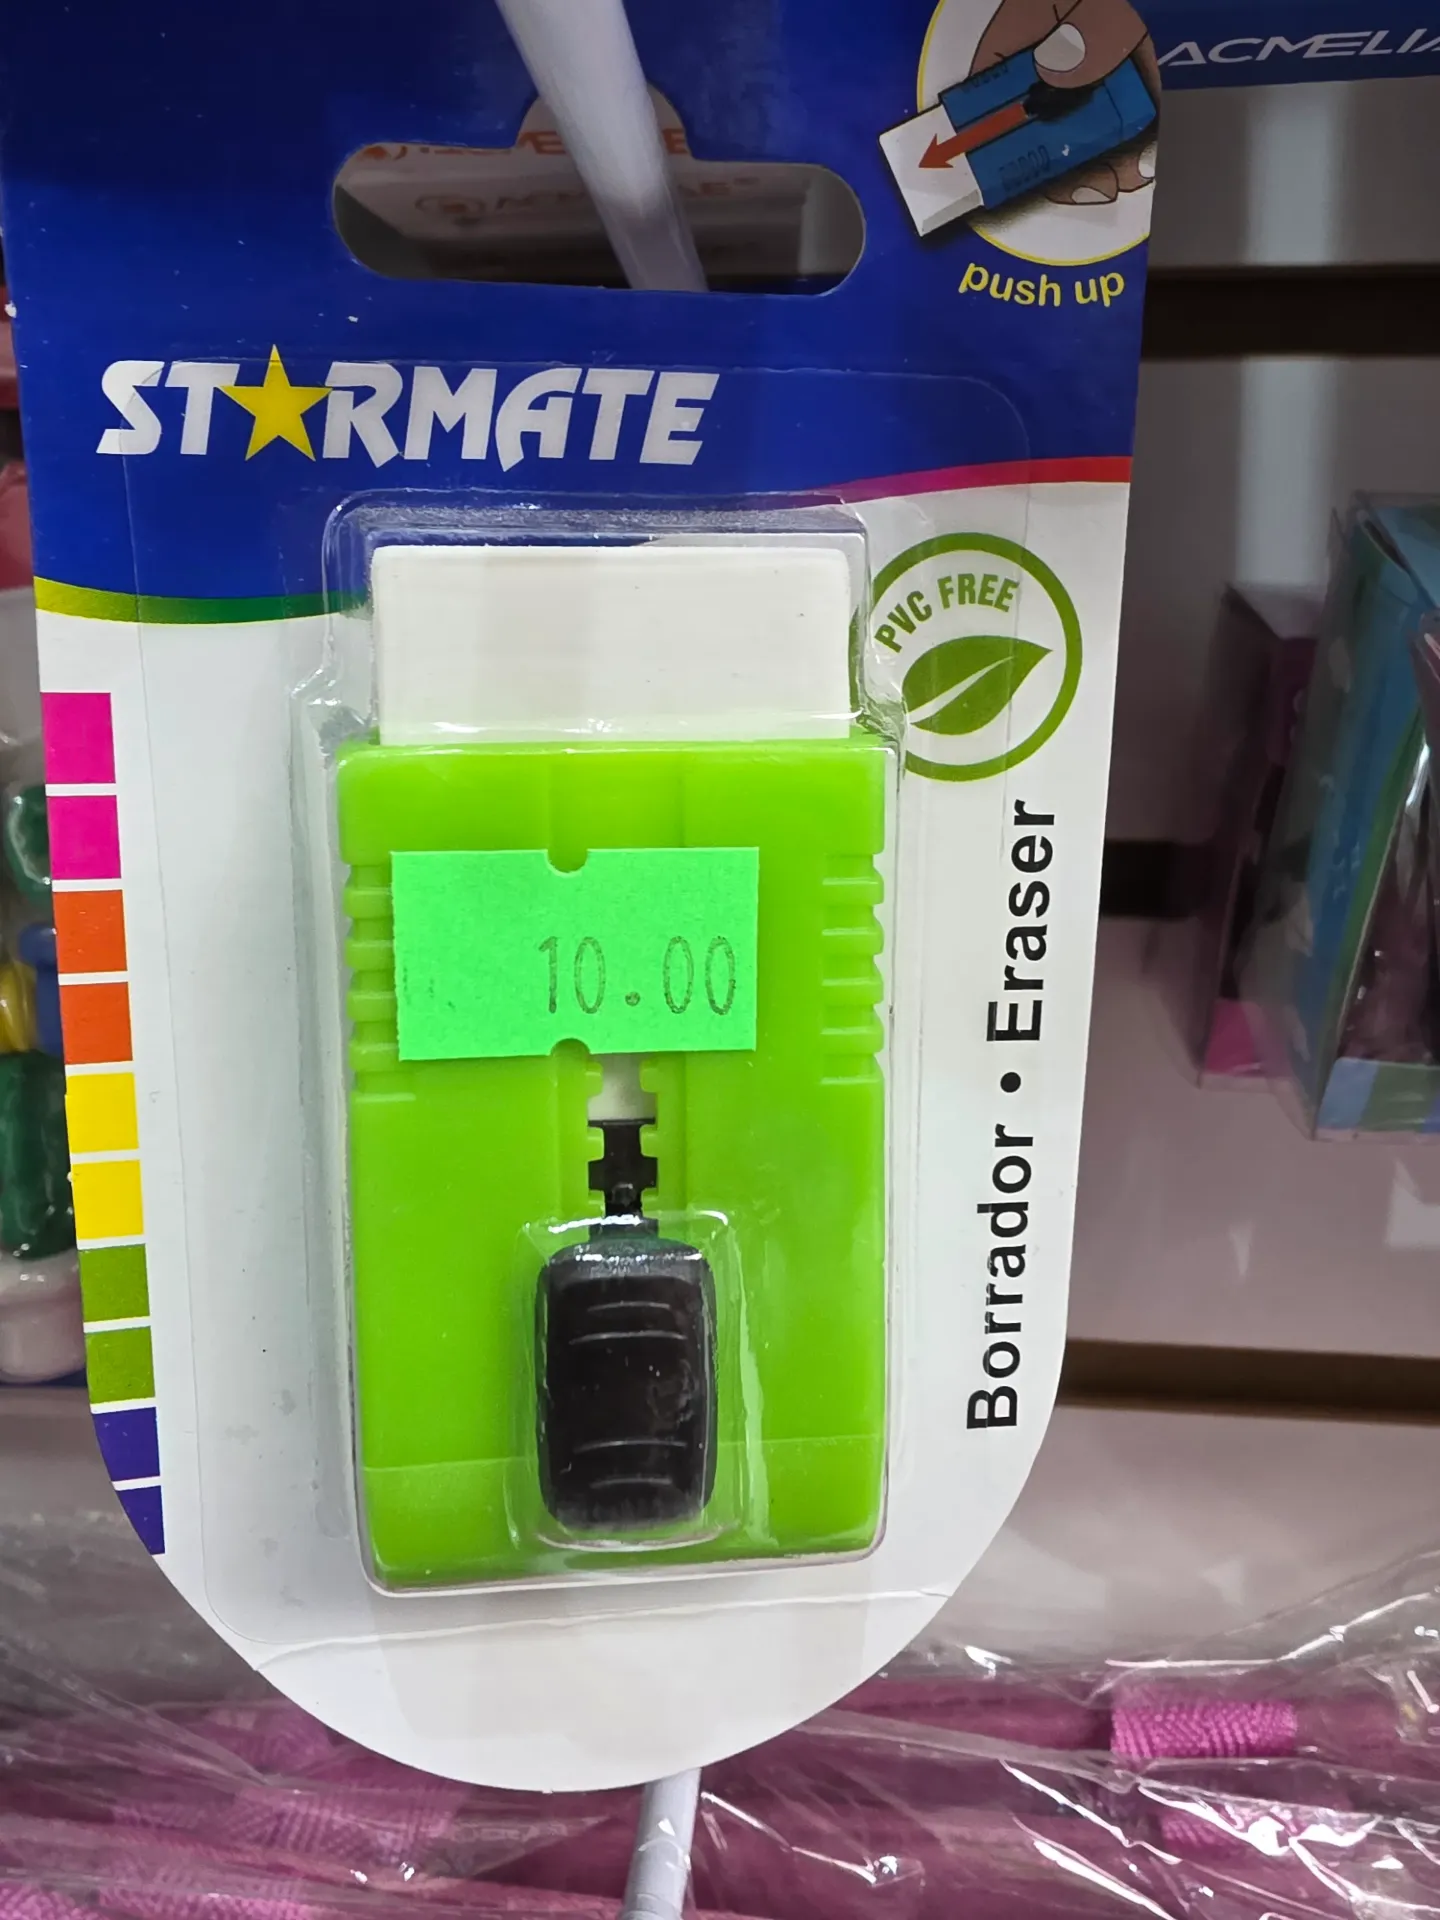 ACMELIA
push up
STARMATE
PVC FREE
10.00
Borrador • Eraser